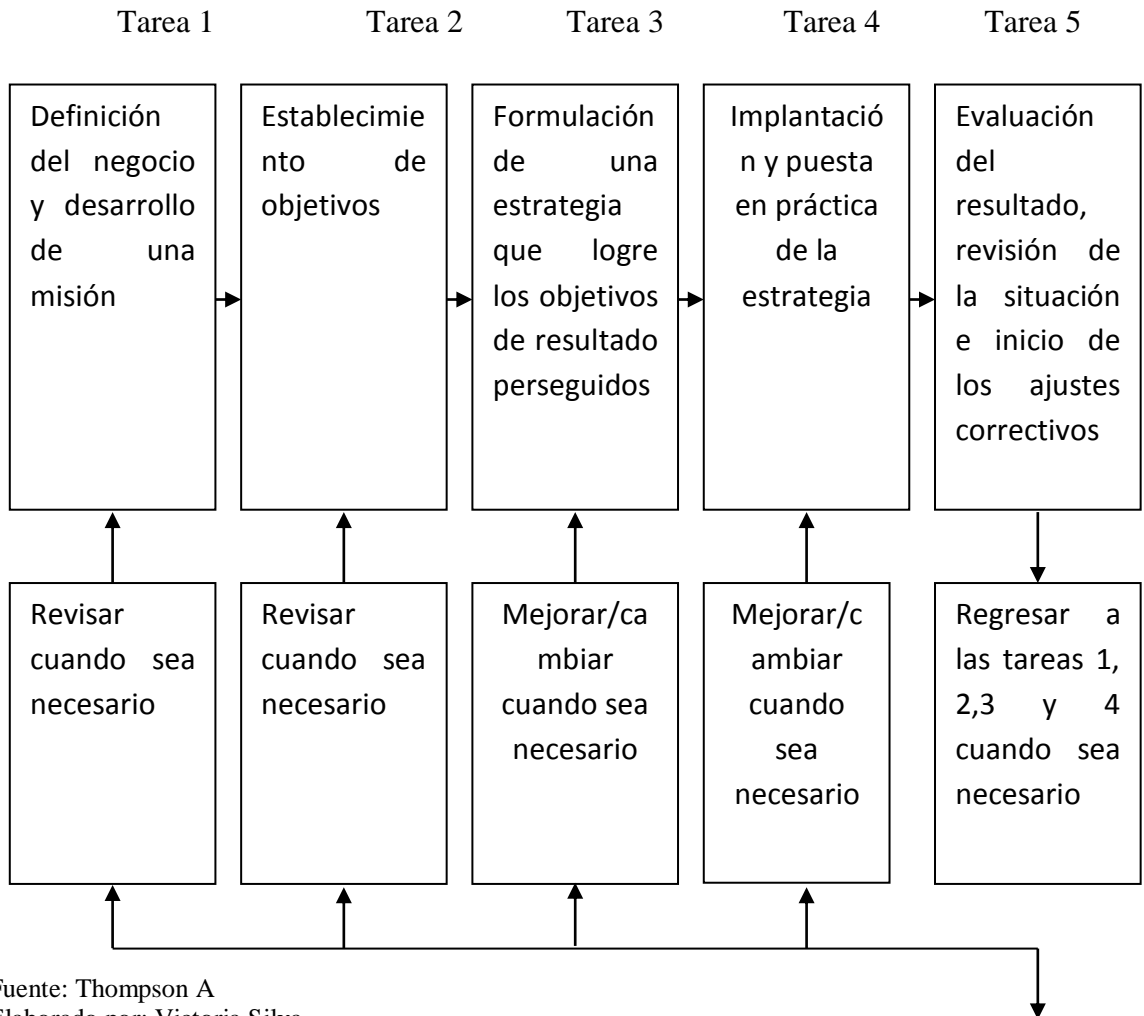 Tarea 1
Tarea 2
Tarea 3
Tarea 4
Tarea 5
Definición
del negocio
y desarrollo
de una
misión
Establecimie
nto de
objetivos
Formulación
de una
estrategia
que logre
los objetivos
de resultado
perseguidos
Implantació
n y puesta
en práctica
de la
estrategia
Evaluación
del
resultado,
revisión de
la situación
e inicio de
los ajustes
correctivos
Revisar
cuando sea
necesario
Revisar
cuando sea
necesario
Mejorar/ca
mbiar
cuando sea
necesario
Mejorar/c
ambiar
cuando
sea
necesario
Regresar a
las tareas 1,
2,3 y 4
cuando sea
necesario
Fuente: Thompson A
Elaborado por: Victoria Silva